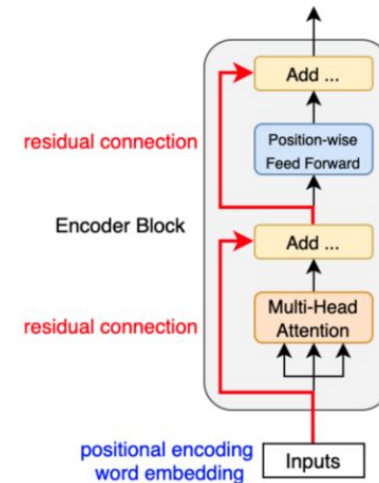 Add ...
residual connection
Position-wise
Feed Forward
Encoder Block
Add ...
residual connection
Multi-Head
Attention
positional encoding
word embedding
Inputs